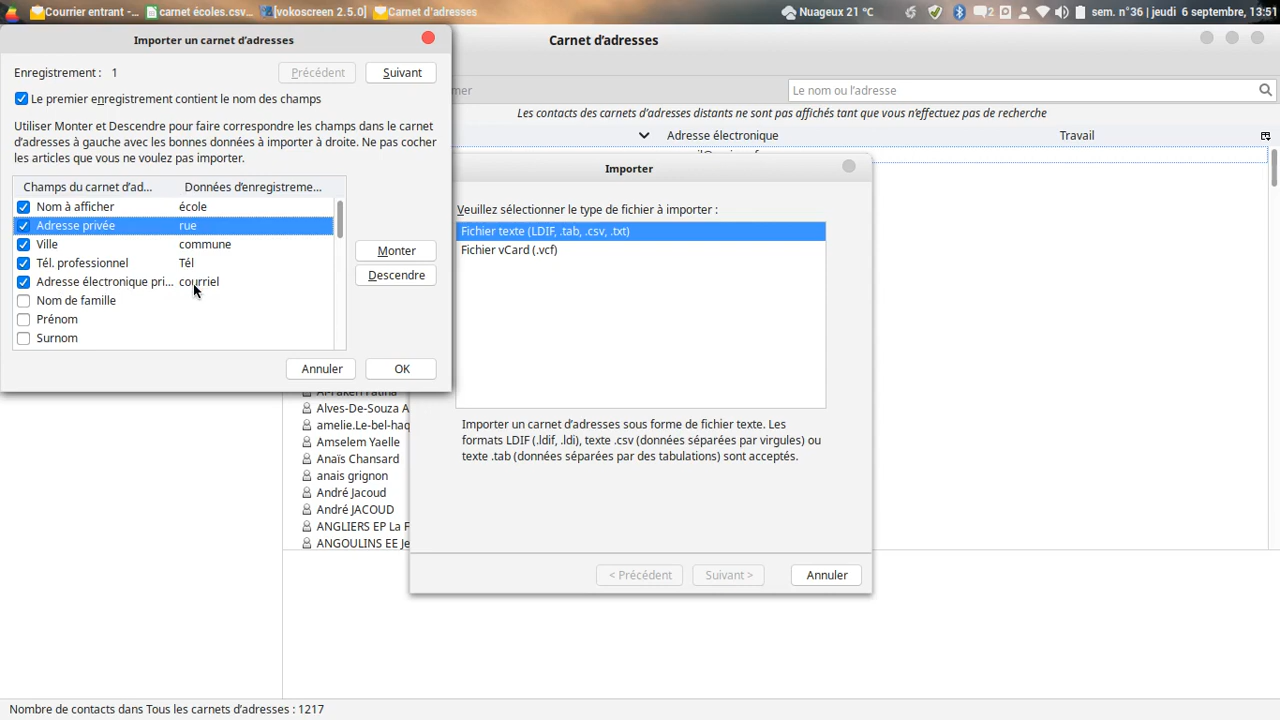 Courrier entrant -...
carnet écoles.csv...
[vokoscreen 2.5.0]
Carnet d'adresses
Nuageux 21 °C
2
sem. n°36 | jeudi 6 septembre, 13:51
Importer un carnet d'adresses
Carnet d'adresses
Enregistrement : 1
Précédent
Suivant
mer
Le nom ou l'adresse
Le premier enregistrement contient le nom des champs
Les contacts des carnets d'adresses distants ne sont pas affichés tant que vous n'effectuez pas de recherche
Utiliser Monter et Descendre pour faire correspondre les champs dans le carnet
d'adresses à gauche avec les bonnes données à importer à droite. Ne pas cocher
les articles que vous ne voulez pas importer.
Adresse électronique
Travail
Champs du carnet d'ad...
Données d'enregistreme...
Nom à afficher
école
Adresse privée
rue
Ville
commune
Tél. professionnel
Tél
Adresse électronique pri...
courriel
Nom de famille
Prénom
Surnom
Monter
Descendre
Annuler
OK
Importer
Veuillez sélectionner le type de fichier à importer :
Fichier texte (LDIF, .tab, .csv, .txt)
Fichier vCard (.vcf)
Importer un carnet d'adresses sous forme de fichier texte. Les
formats LDIF (.ldif, .ldi), texte .csv (données séparées par virgules) ou
texte .tab (données séparées par des tabulations) sont acceptés.
< Précédent
Suivant >
Annuler
Alves-De-Souza A
amelie.Le-bel-haq
Amselem Yaelle
Anaïs Chansard
anais grignon
André Jacoud
André JACOUD
ANGLIERS EP La F
ANGOULINS EE Je
Nombre de contacts dans Tous les carnets d'adresses : 1217